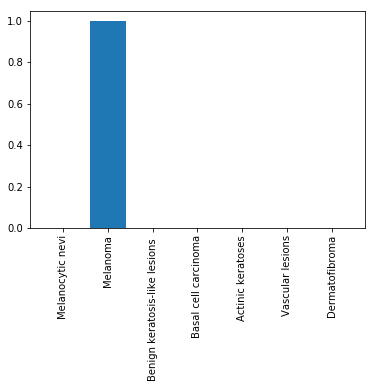 1.0
0.8
0.6
0.4
0.2
0.0
Melanocytic nevi
Melanoma
Benign keratosis-like lesions
Basal cell carcinoma
Actinic keratoses
Vascular lesions
Dermatofibroma